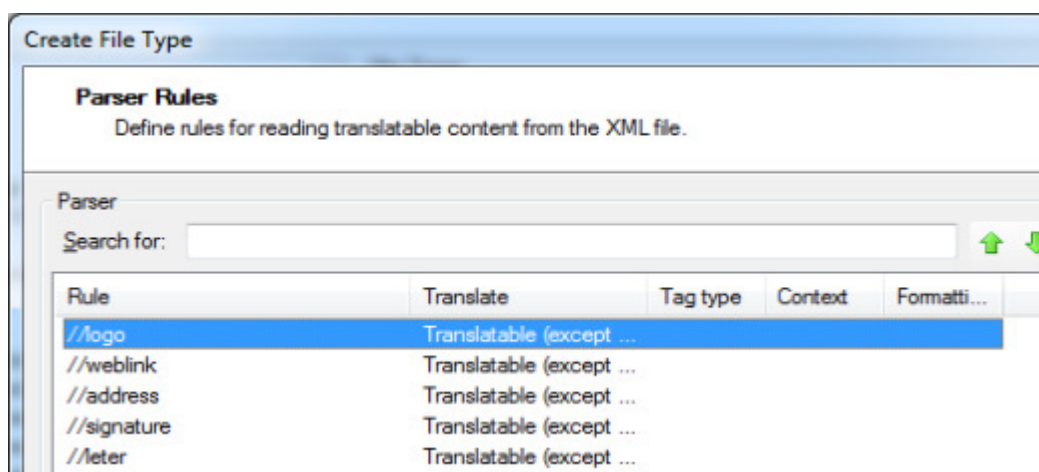 Create File Type
Parser Rules
Define rules for reading translatable content from the XML file.
Parser
Search for:
Rule Translate Tag type Context Formatti...
//logo Translatable (except ...
//weblink Translatable (except ...
//address Translatable (except ...
//signature Translatable (except ...
//leter Translatable (except ...